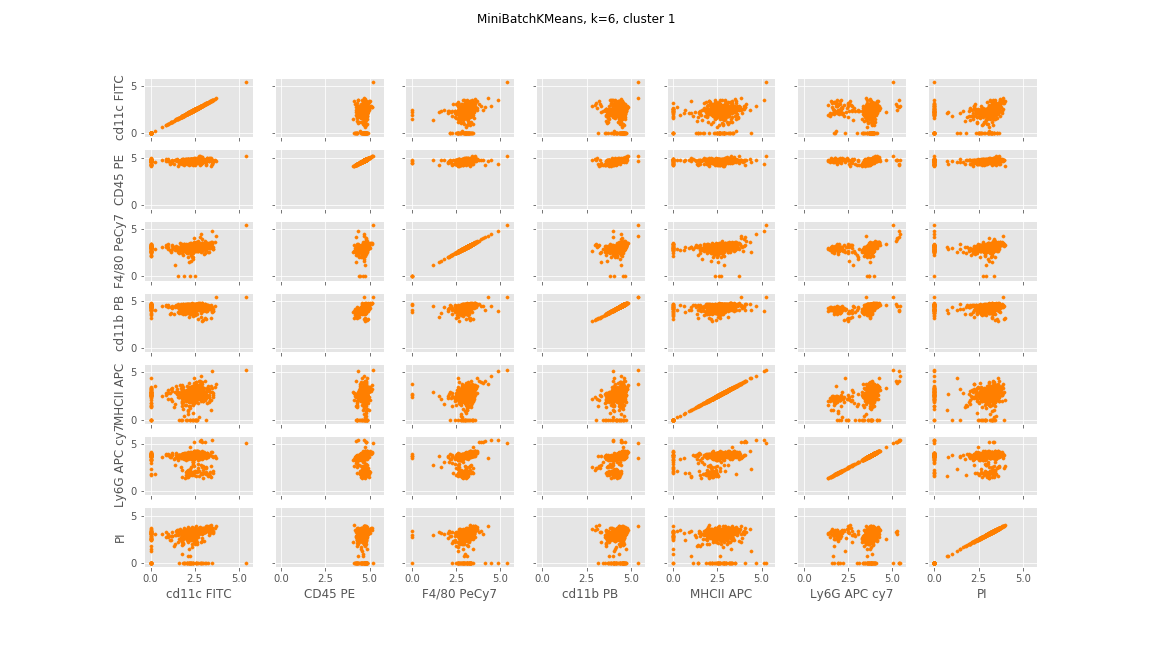 MiniBatchKMeans, k=6, cluster 1
cd11c FITC
5
0
CD45 PE
5
0
F4/80 PeCy7
5
0
cd11b PB
5
0
MHCII APC
5
0
Ly6G APC cy7
5
0
PI
5
0
0.0 2.5 5.0 0.0 2.5 5.0 0.0 2.5 5.0 0.0 2.5 5.0 0.0 2.5 5.0 0.0 2.5 5.0 0.0 2.5 5.0
cd11c FITC CD45 PE F4/80 PeCy7 cd11b PB MHCII APC Ly6G APC cy7 PI